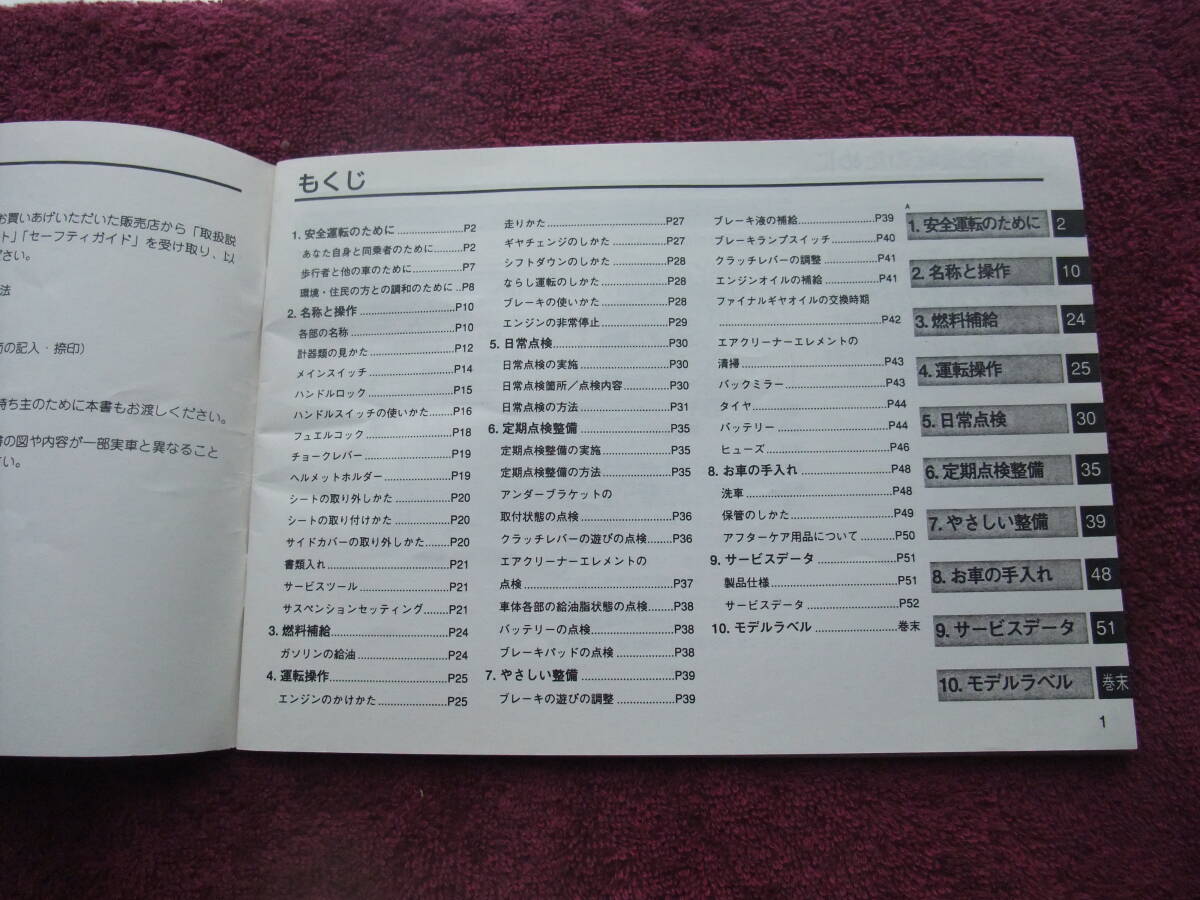 お買いあげいただいた販売店から「取扱説
ト」「セーフティガイド」を受け取り、以
ださい。
法
の記入・捺印）
持ち主のために本書もお渡しください。
の図や内容が一部実車と異なること
さい。
もくじ
1. 安全運転のために P2
あなた自身と同乗者のために P2
歩行者と他の車のために P7
環境・住民の方との調和のために P8
2. 名称と操作 P10
各部の名称 P10
計器類の見かた P12
メインスイッチ P14
ハンドルロック P15
ハンドルスイッチの使いかた P16
フュエルコック P18
チョークレバー P19
ヘルメットホルダー P19
シートの取り外しかた P20
シートの取り付けかた P20
サイドカバーの取り外しかた P20
書類入れ P21
サービスツール P21
サスペンションセッティング P21
3. 燃料補給 P24
ガソリンの給油 P24
4. 運転操作 P25
エンジンのかけかた P25
走りかた P27
ギヤチェンジのしかた P27
シフトダウンのしかた P28
ならし運転のしかた P28
ブレーキの使いかた P28
エンジンの非常停止 P29
5. 日常点検 P30
日常点検の実施 P30
日常点検箇所／点検内容 P30
日常点検の方法 P31
6. 定期点検整備 P35
定期点検整備の実施 P35
定期点検整備の方法 P35
アンダーブラケットの
取付状態の点検 P36
クラッチレバーの遊びの点検 P36
エアクリーナーエレメントの
点検 P37
車体各部の給油脂状態の点検 P38
バッテリーの点検 P38
ブレーキパッドの点検 P38
7. やさしい整備 P39
ブレーキの遊びの調整 P39
ブレーキ液の補給 P39
ブレーキランプスイッチ P40
クラッチレバーの調整 P41
エンジンオイルの補給 P41
ファイナルギヤオイルの交換時期
P42
エアクリーナーエレメントの
清掃 P43
バックミラー P43
タイヤ P44
バッテリー P44
ヒューズ P46
8. お車の手入れ P48
洗車 P48
保管のしかた P49
アフターケア用品について P50
9. サービスデータ P51
製品仕様 P51
サービスデータ P52
10. モデルラベル 巻末
A
1. 安全運転のために 2
2. 名称と操作 10
3. 燃料補給 24
4. 運転操作 25
5. 日常点検 30
6. 定期点検整備 35
7. やさしい整備 39
8. お車の手入れ 48
9. サービスデータ 51
10. モデルラベル 巻末
1